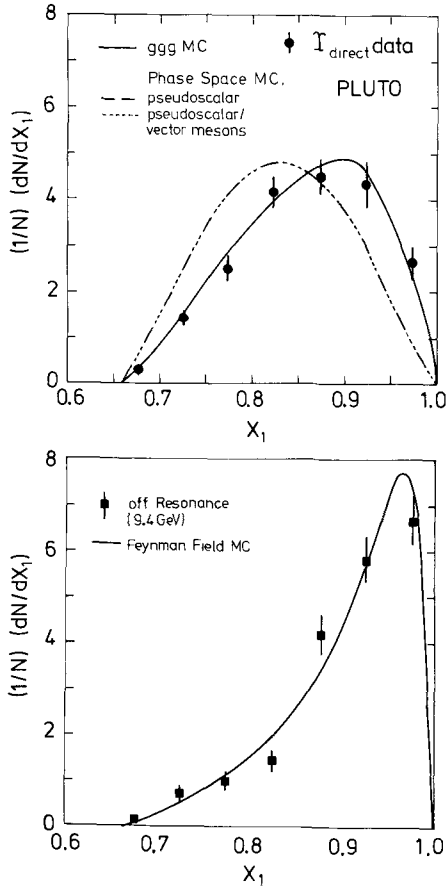 ggg MC
ϒdirect data
Phase Space MC.
PLUTO
pseudoscalar
pseudoscalar/
vector mesons
(1/N) (dN/dX1)
8
6
4
2
0
0.6 0.7 0.8 0.9 1.0
X1
off Resonance
(9.4 GeV)
Feynman Field MC
(1/N) (dN/dX1)
8
6
4
2
0
0.6 0.7 0.8 0.9 1.0
X1